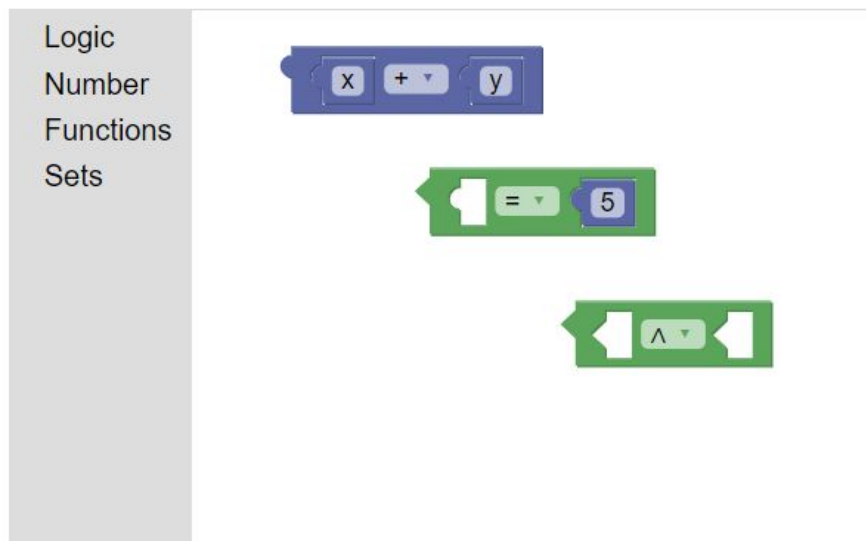 Logic
Number
Functions
Sets
x + y
= 5
∧